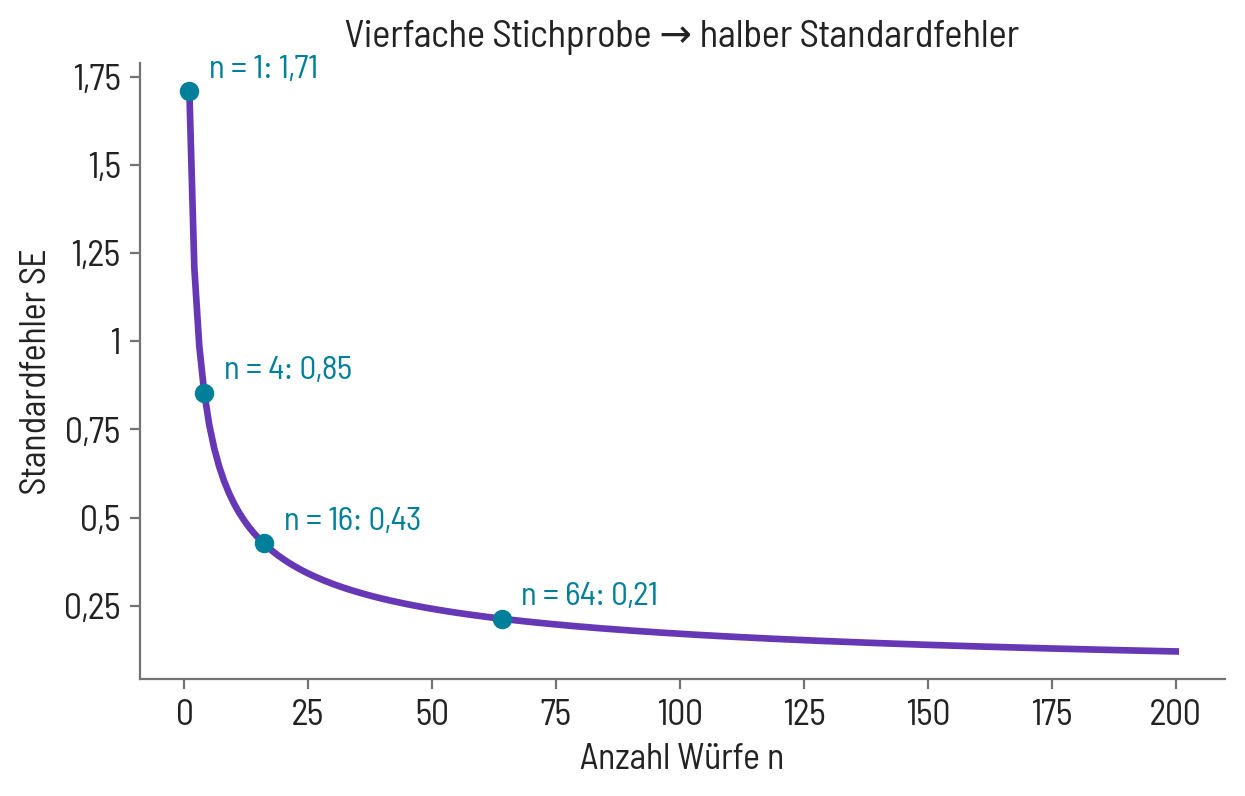 Vierfache Stichprobe → halber Standardfehler
n = 1: 1,71
n = 4: 0,85
n = 16: 0,43
n = 64: 0,21
Standardfehler SE
1,75
1,5
1,25
1
0,75
0,5
0,25
0 25 50 75 100 125 150 175 200
Anzahl Würfe n